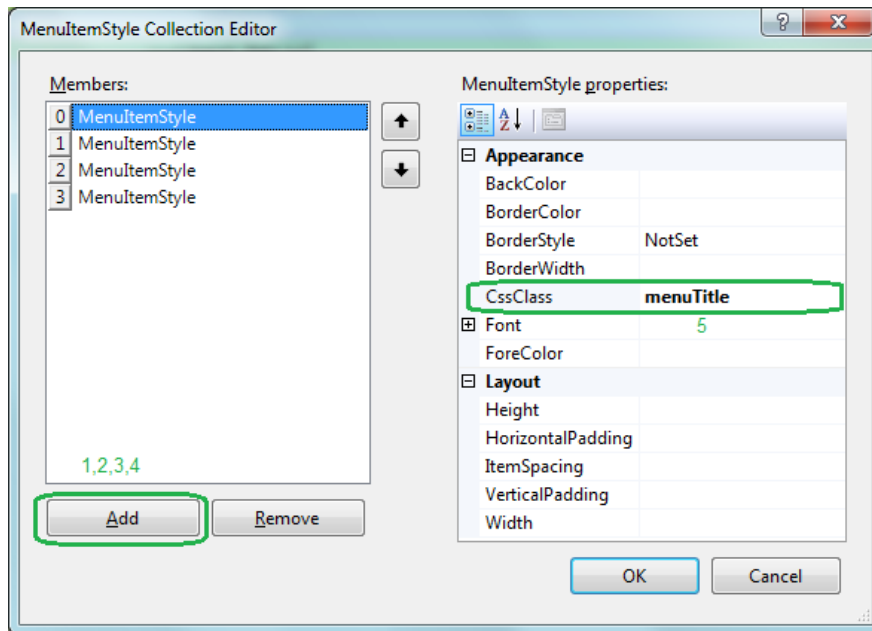 MenuItemStyle Collection Editor
Members:
0 MenuItemStyle
1 MenuItemStyle
2 MenuItemStyle
3 MenuItemStyle
1,2,3,4
Add
Remove
MenuItemStyle properties:
Appearance
BackColor
BorderColor
BorderStyle NotSet
BorderWidth
CssClass menuTitle
Font 5
ForeColor
Layout
Height
HorizontalPadding
ItemSpacing
VerticalPadding
Width
OK
Cancel